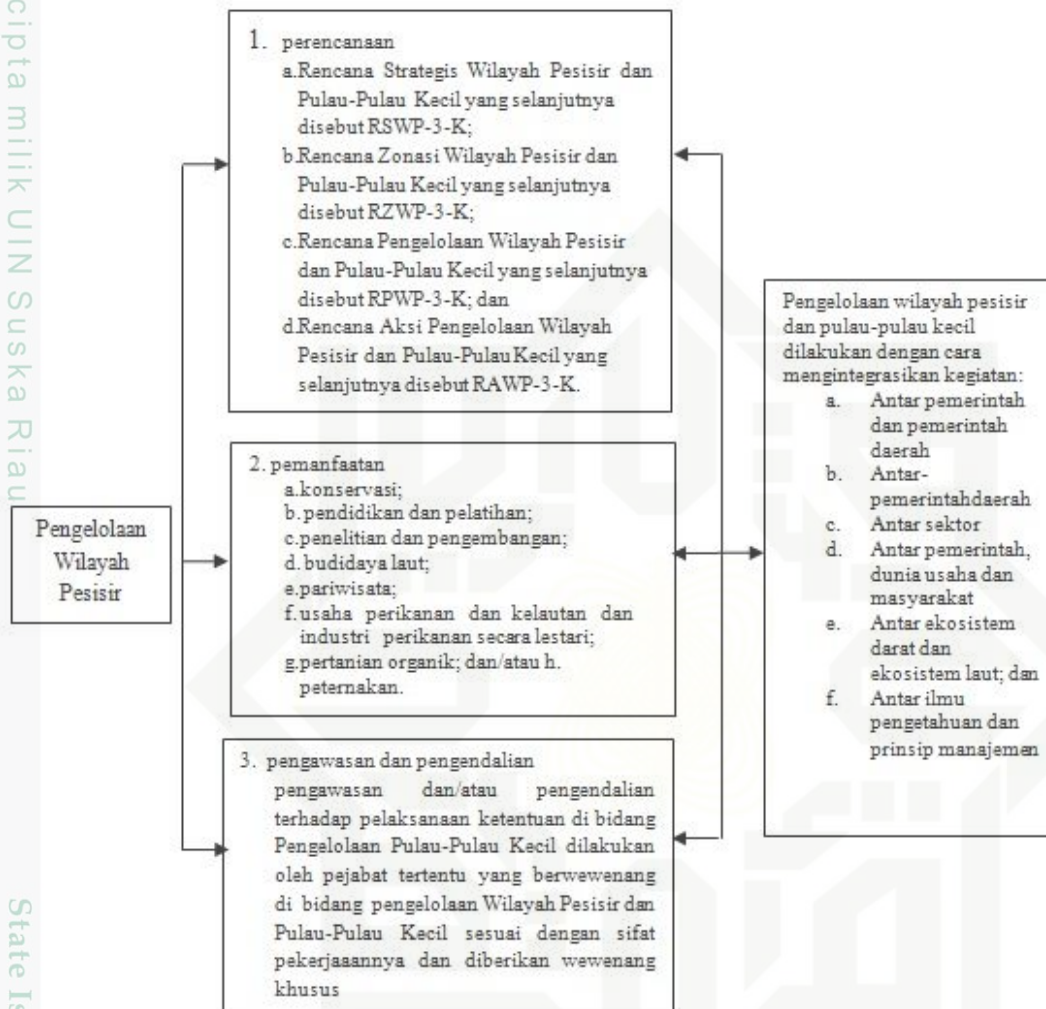 cipta milik UIN Suska Riau
State Is
Pengelolaan
Wilayah
Pesisir
1. perencanaan
a.Rencana Strategis Wilayah Pesisir dan
Pulau-Pulau Kecil yang selanjutnya
disebut RSWP-3-K;
b.Rencana Zonasi Wilayah Pesisir dan
Pulau-Pulau Kecil yang selanjutnya
disebut RZWP-3-K;
c.Rencana Pengelolaan Wilayah Pesisir
dan Pulau-Pulau Kecil yang selanjutnya
disebut RPWP-3-K; dan
d.Rencana Aksi Pengelolaan Wilayah
Pesisir dan Pulau-Pulau Kecil yang
selanjutnya disebut RAWP-3-K.
2. pemanfaatan
a.konservasi;
b.pendidikan dan pelatihan;
c.penelitian dan pengembangan;
d.budidaya laut;
e.pariwisata;
f.usaha perikanan dan kelautan dan
industri perikanan secara lestari;
g.pertanian organik; dan/atau h.
peternakan.
3. pengawasan dan pengendalian
pengawasan dan/atau pengendalian
terhadap pelaksanaan ketentuan di bidang
Pengelolaan Pulau-Pulau Kecil dilakukan
oleh pejabat tertentu yang berwewenang
di bidang pengelolaan Wilayah Pesisir dan
Pulau-Pulau Kecil sesuai dengan sifat
pekerjaaannya dan diberikan wewenang
khusus
Pengelolaan wilayah pesisir
dan pulau-pulau kecil
dilakukan dengan cara
mengintegrasikan kegiatan:
a. Antar pemerintah
dan pemerintah
daerah
b. Antar-
pemerintahdaerah
c. Antar sektor
d. Antar pemerintah,
dunia usaha dan
masyarakat
e. Antar ekosistem
darat dan
ekosistem laut; dan
f. Antar ilmu
pengetahuan dan
prinsip manajemen